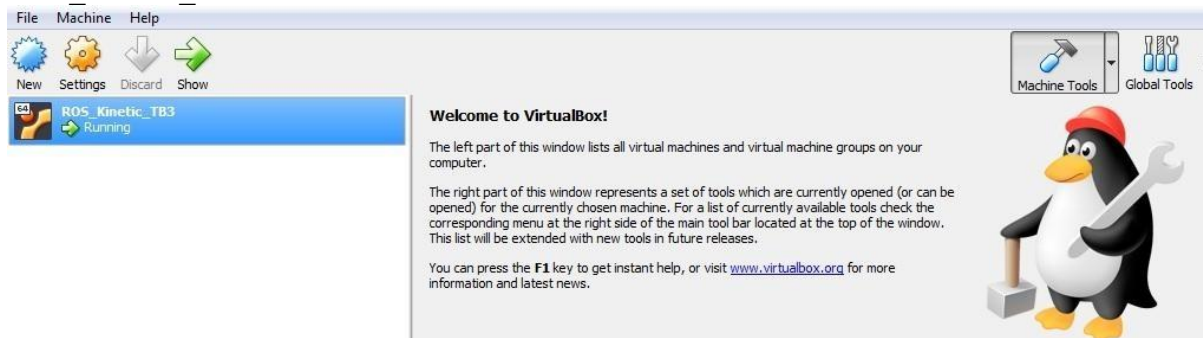 File Machine Help
New Settings Discard Show
Machine Tools Global Tools
64
ROS_Kinetic_TB3
Running
Welcome to VirtualBox!
The left part of this window lists all virtual machines and virtual machine groups on your
computer.
The right part of this window represents a set of tools which are currently opened (or can be
opened) for the currently chosen machine. For a list of currently available tools check the
corresponding menu at the right side of the main tool bar located at the top of the window.
This list will be extended with new tools in future releases.
You can press the F1 key to get instant help, or visit www.virtualbox.org for more
information and latest news.